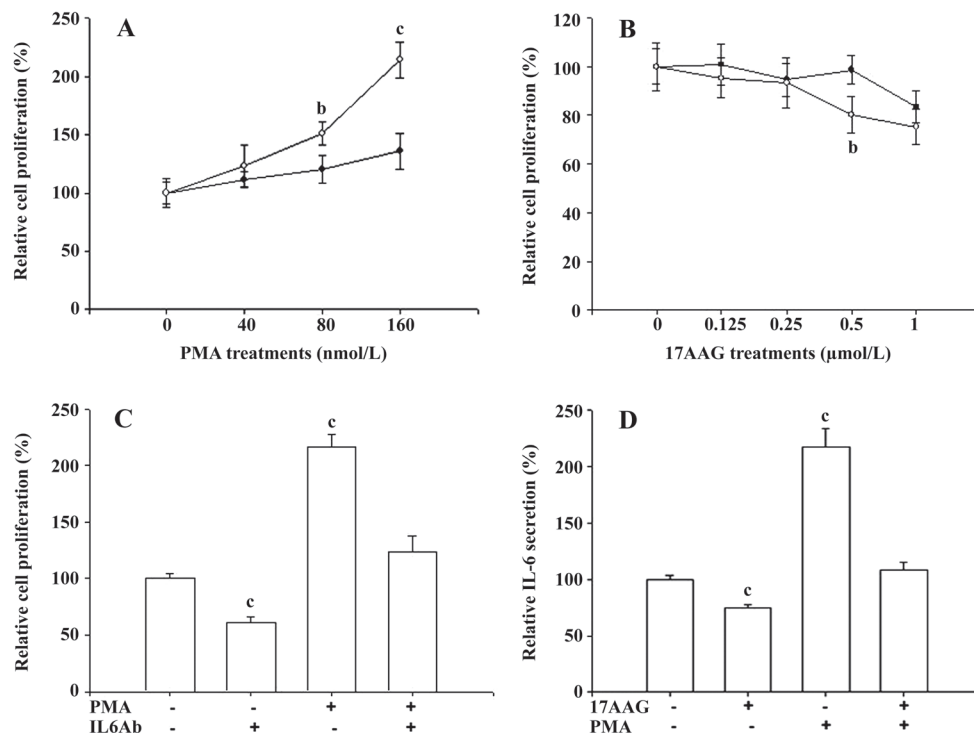 A
Relative cell proliferation (%)
250
200
150
100
50
0
b
c
0 40 80 160
PMA treatments (nmol/L)
B
Relative cell proliferation (%)
120
100
80
60
40
20
0
b
0 0.125 0.25 0.5 1
17AAG treatments (µmol/L)
C
Relative cell proliferation (%)
250
200
150
100
50
0
c
c
PMA - - + +
IL6Ab - + - +
D
Relative IL-6 secretion (%)
250
200
150
100
50
0
c
c
17AAG - + - +
PMA - - + +